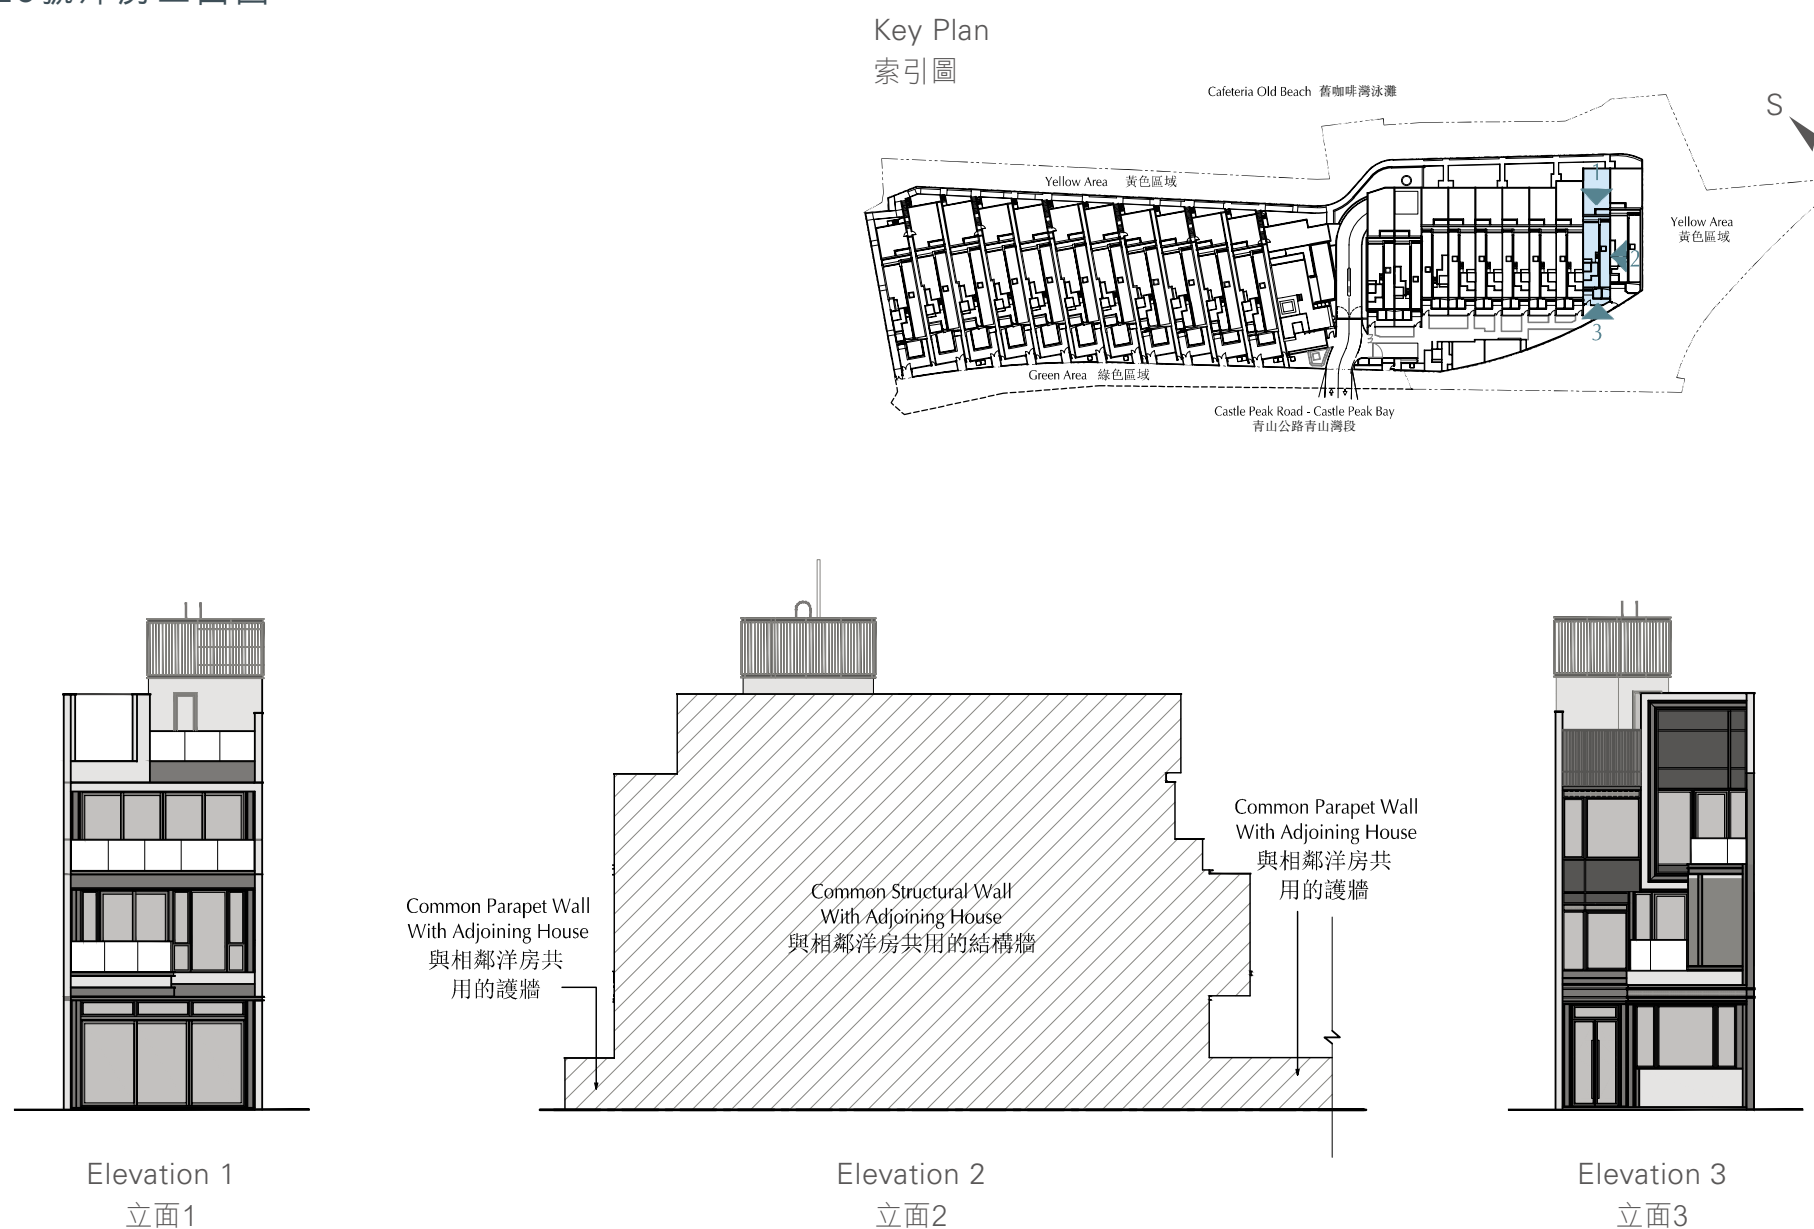 Key Plan
索引圖
Cafeteria Old Beach 舊咖啡灣泳灘
S
Yellow Area 黃色區域
1
Yellow Area
黃色區域
2
3
Green Area 綠色區域
Castle Peak Road - Castle Peak Bay
青山公路青山灣段
Common Parapet Wall
With Adjoining House
與相鄰洋房共
用的護牆
Common Structural Wall
With Adjoining House
與相鄰洋房共用的結構牆
Common Parapet Wall
With Adjoining House
與相鄰洋房共
用的護牆
Elevation 1
立面1
Elevation 2
立面2
Elevation 3
立面3